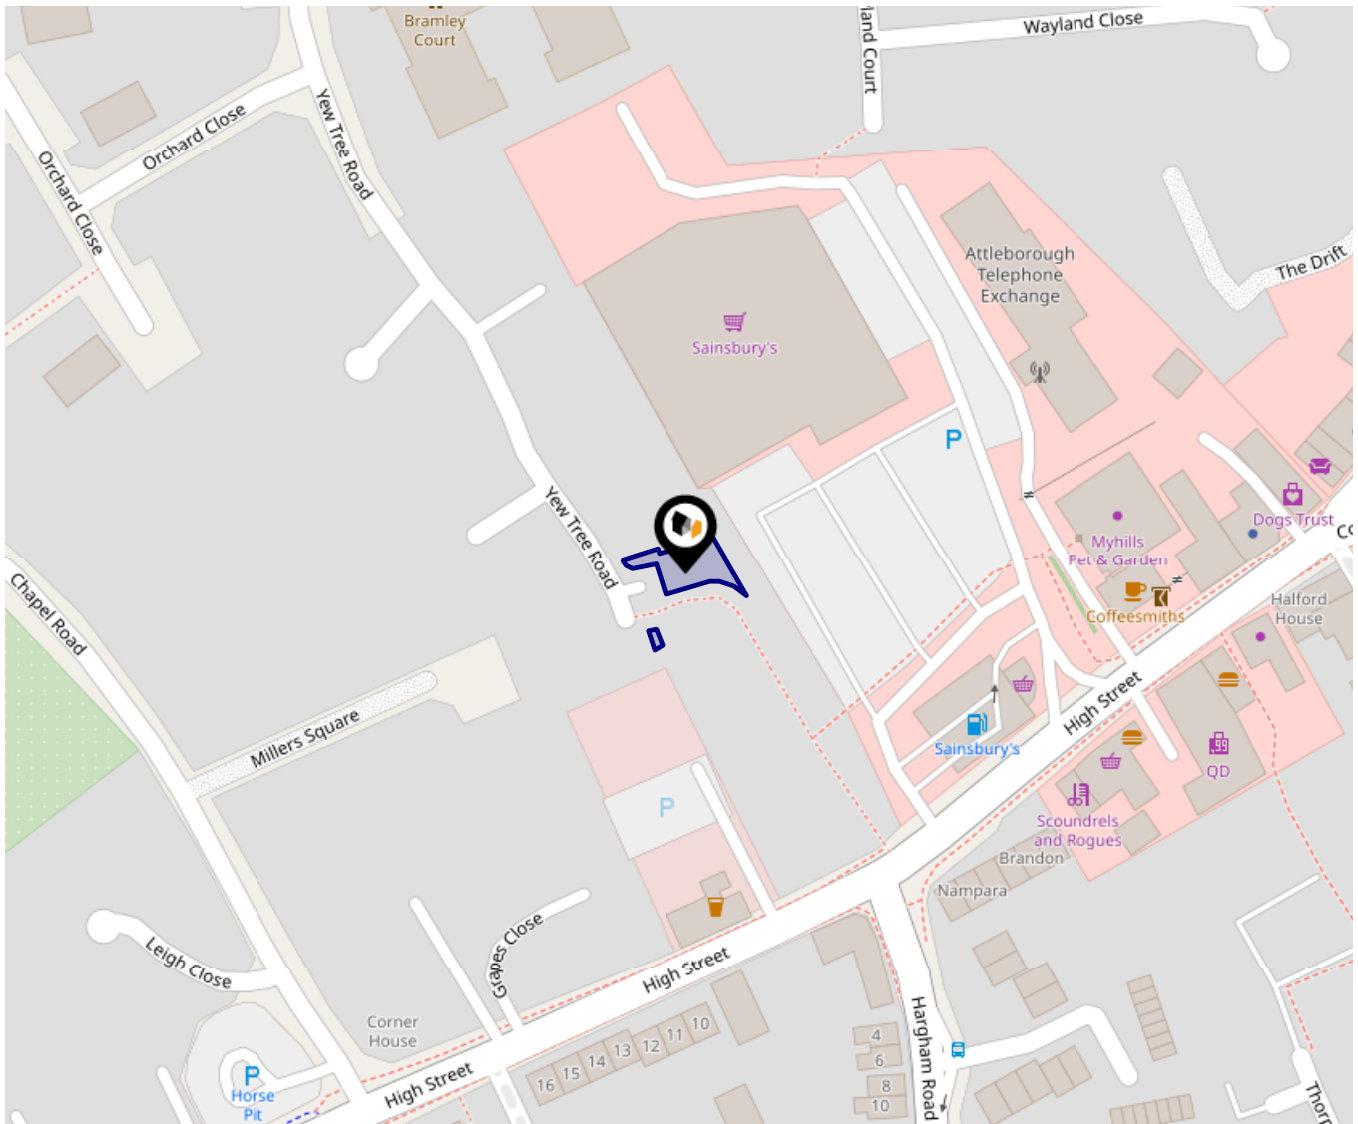 Bramley
Court
Wayland Close
land Court
Orchard Close
Yew Tree Road
Orchard Close
Attleborough
Telephone
Exchange
The Drift
Sainsbury's
P
Yew Tree Road
Dogs Trust
Co
Myhills
Pet & Garden
Coffeesmiths
Halford
House
Chapel Road
High Street
Millers Square
Sainsbury's
QD
P
Scoundrels
and Rogues
Brandon
Nampara
Leigh Close
Grapes Close
High Street
Corner
House
Hargham Road
10
11
12
13
14
15
16
4
6
8
10
P
Horse
Pit
High Street
Thorn